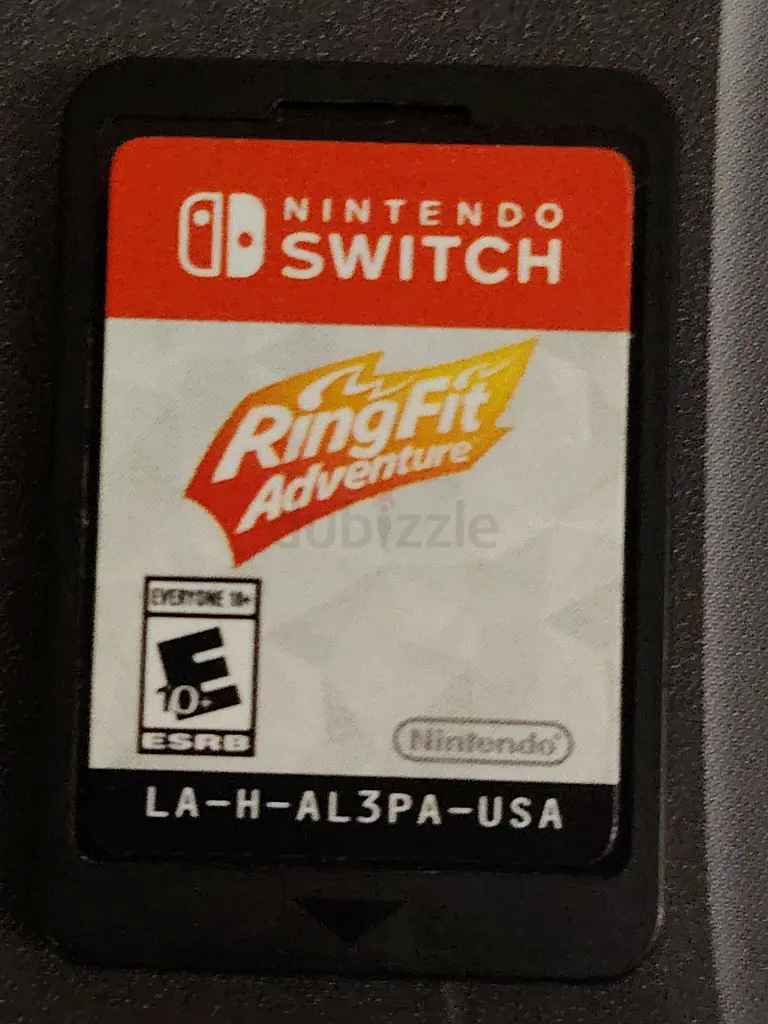 NINTENDO
SWITCH
RingFit
Adventure
dubizzle
EVERYONE 10+
E
10+
ESRB
Nintendo®
LA-H-AL3PA-USA